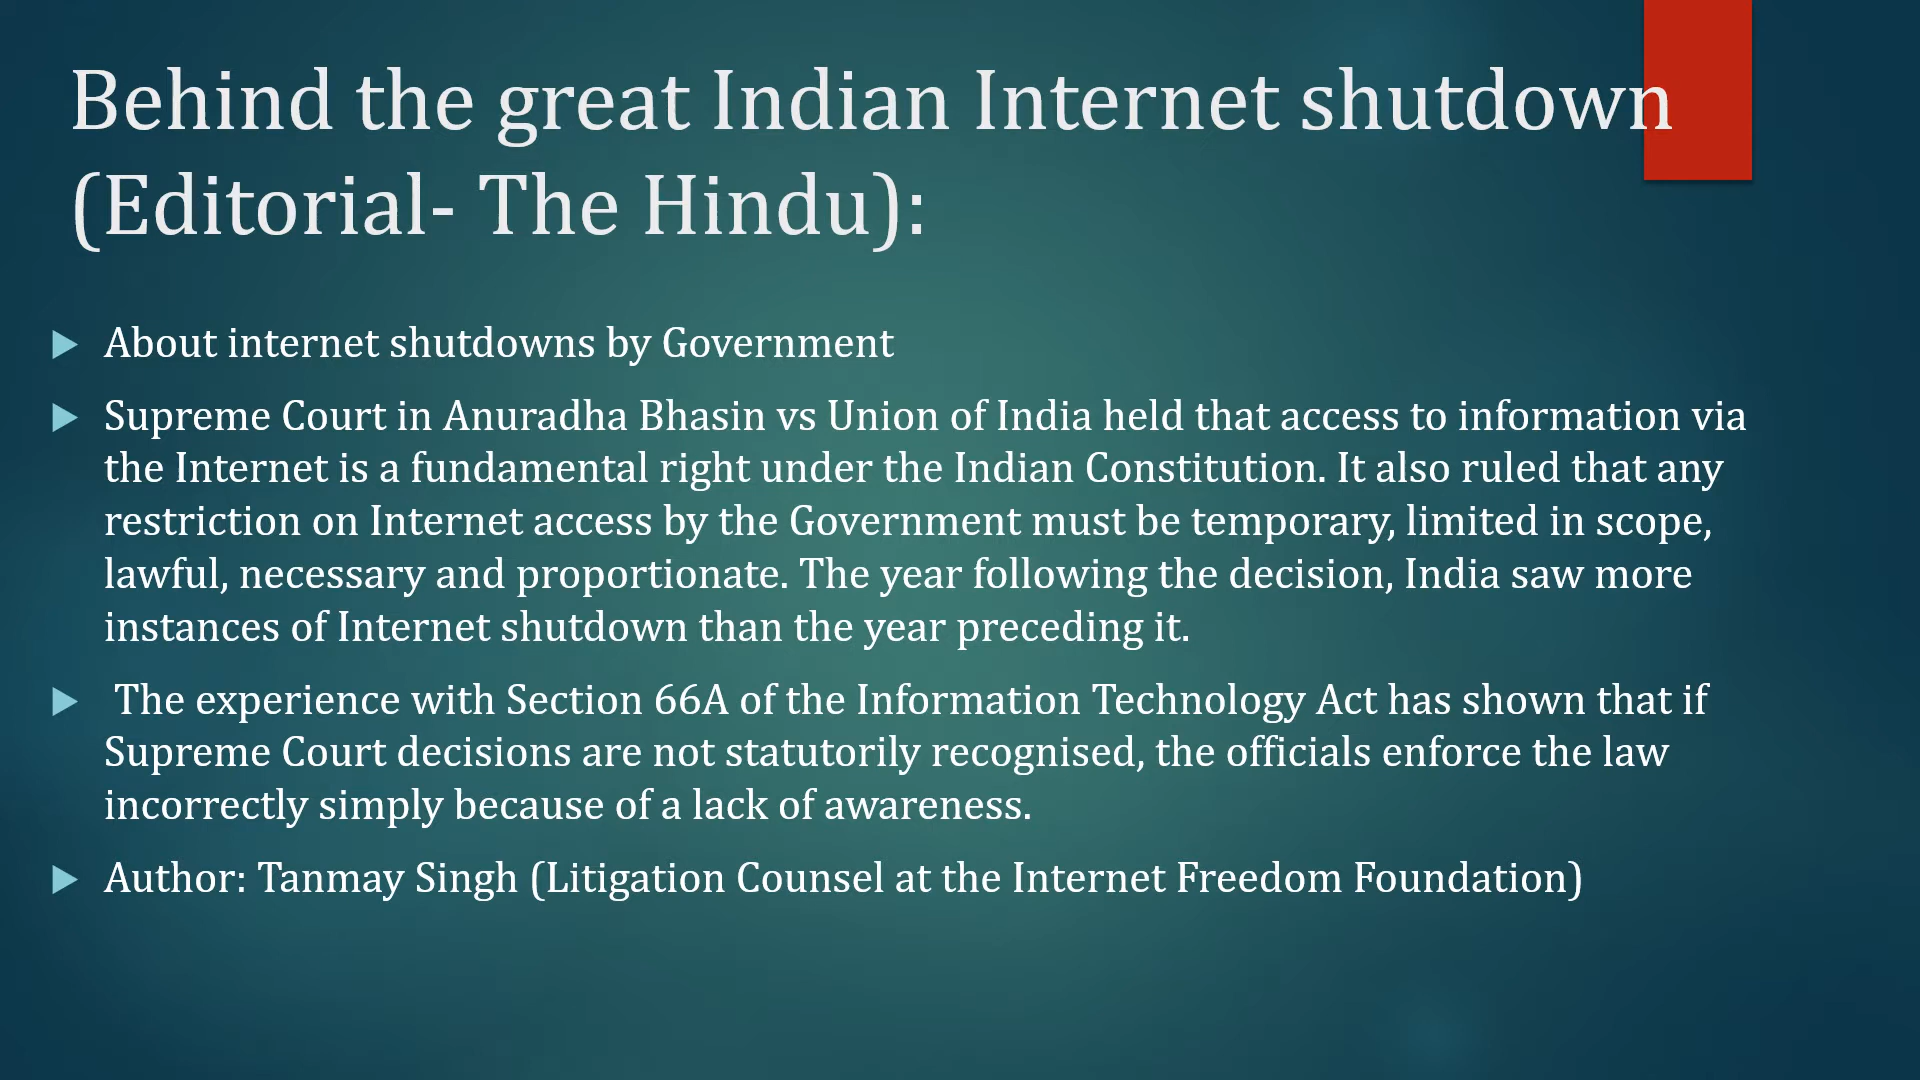 Behind the great Indian Internet shutdown
(Editorial- The Hindu):
About internet shutdowns by Government
Supreme Court in Anuradha Bhasin vs Union of India held that access to information via
the Internet is a fundamental right under the Indian Constitution. It also ruled that any
restriction on Internet access by the Government must be temporary, limited in scope,
lawful, necessary and proportionate. The year following the decision, India saw more
instances of Internet shutdown than the year preceding it.
The experience with Section 66A of the Information Technology Act has shown that if
Supreme Court decisions are not statutorily recognised, the officials enforce the law
incorrectly simply because of a lack of awareness.
Author: Tanmay Singh (Litigation Counsel at the Internet Freedom Foundation)